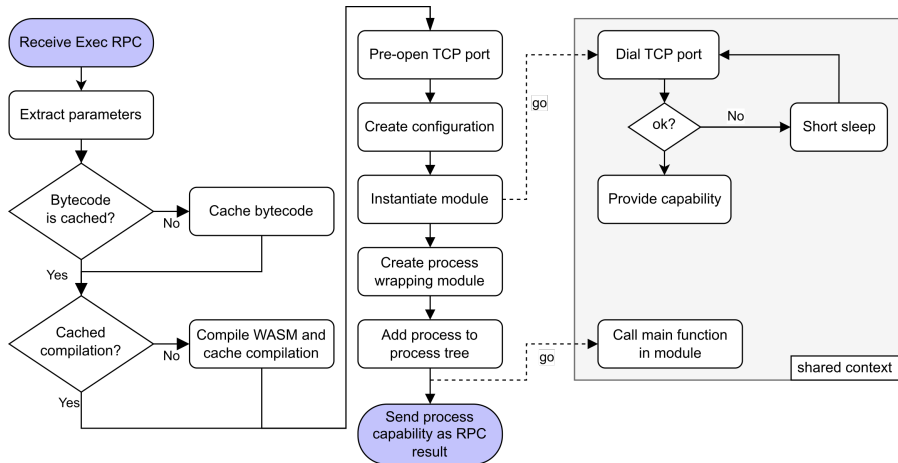 Receive Exec RPC
Extract parameters
Bytecode
is cached?
No
Cache bytecode
Yes
Cached
compilation?
No
Compile WASM and
cache compilation
Yes
Pre-open TCP port
Create configuration
Instantiate module
go
Create process
wrapping module
Add process to
process tree
go
Send process
capability as RPC
result
Dial TCP port
ok?
No
Short sleep
Provide capability
Call main function
in module
shared context